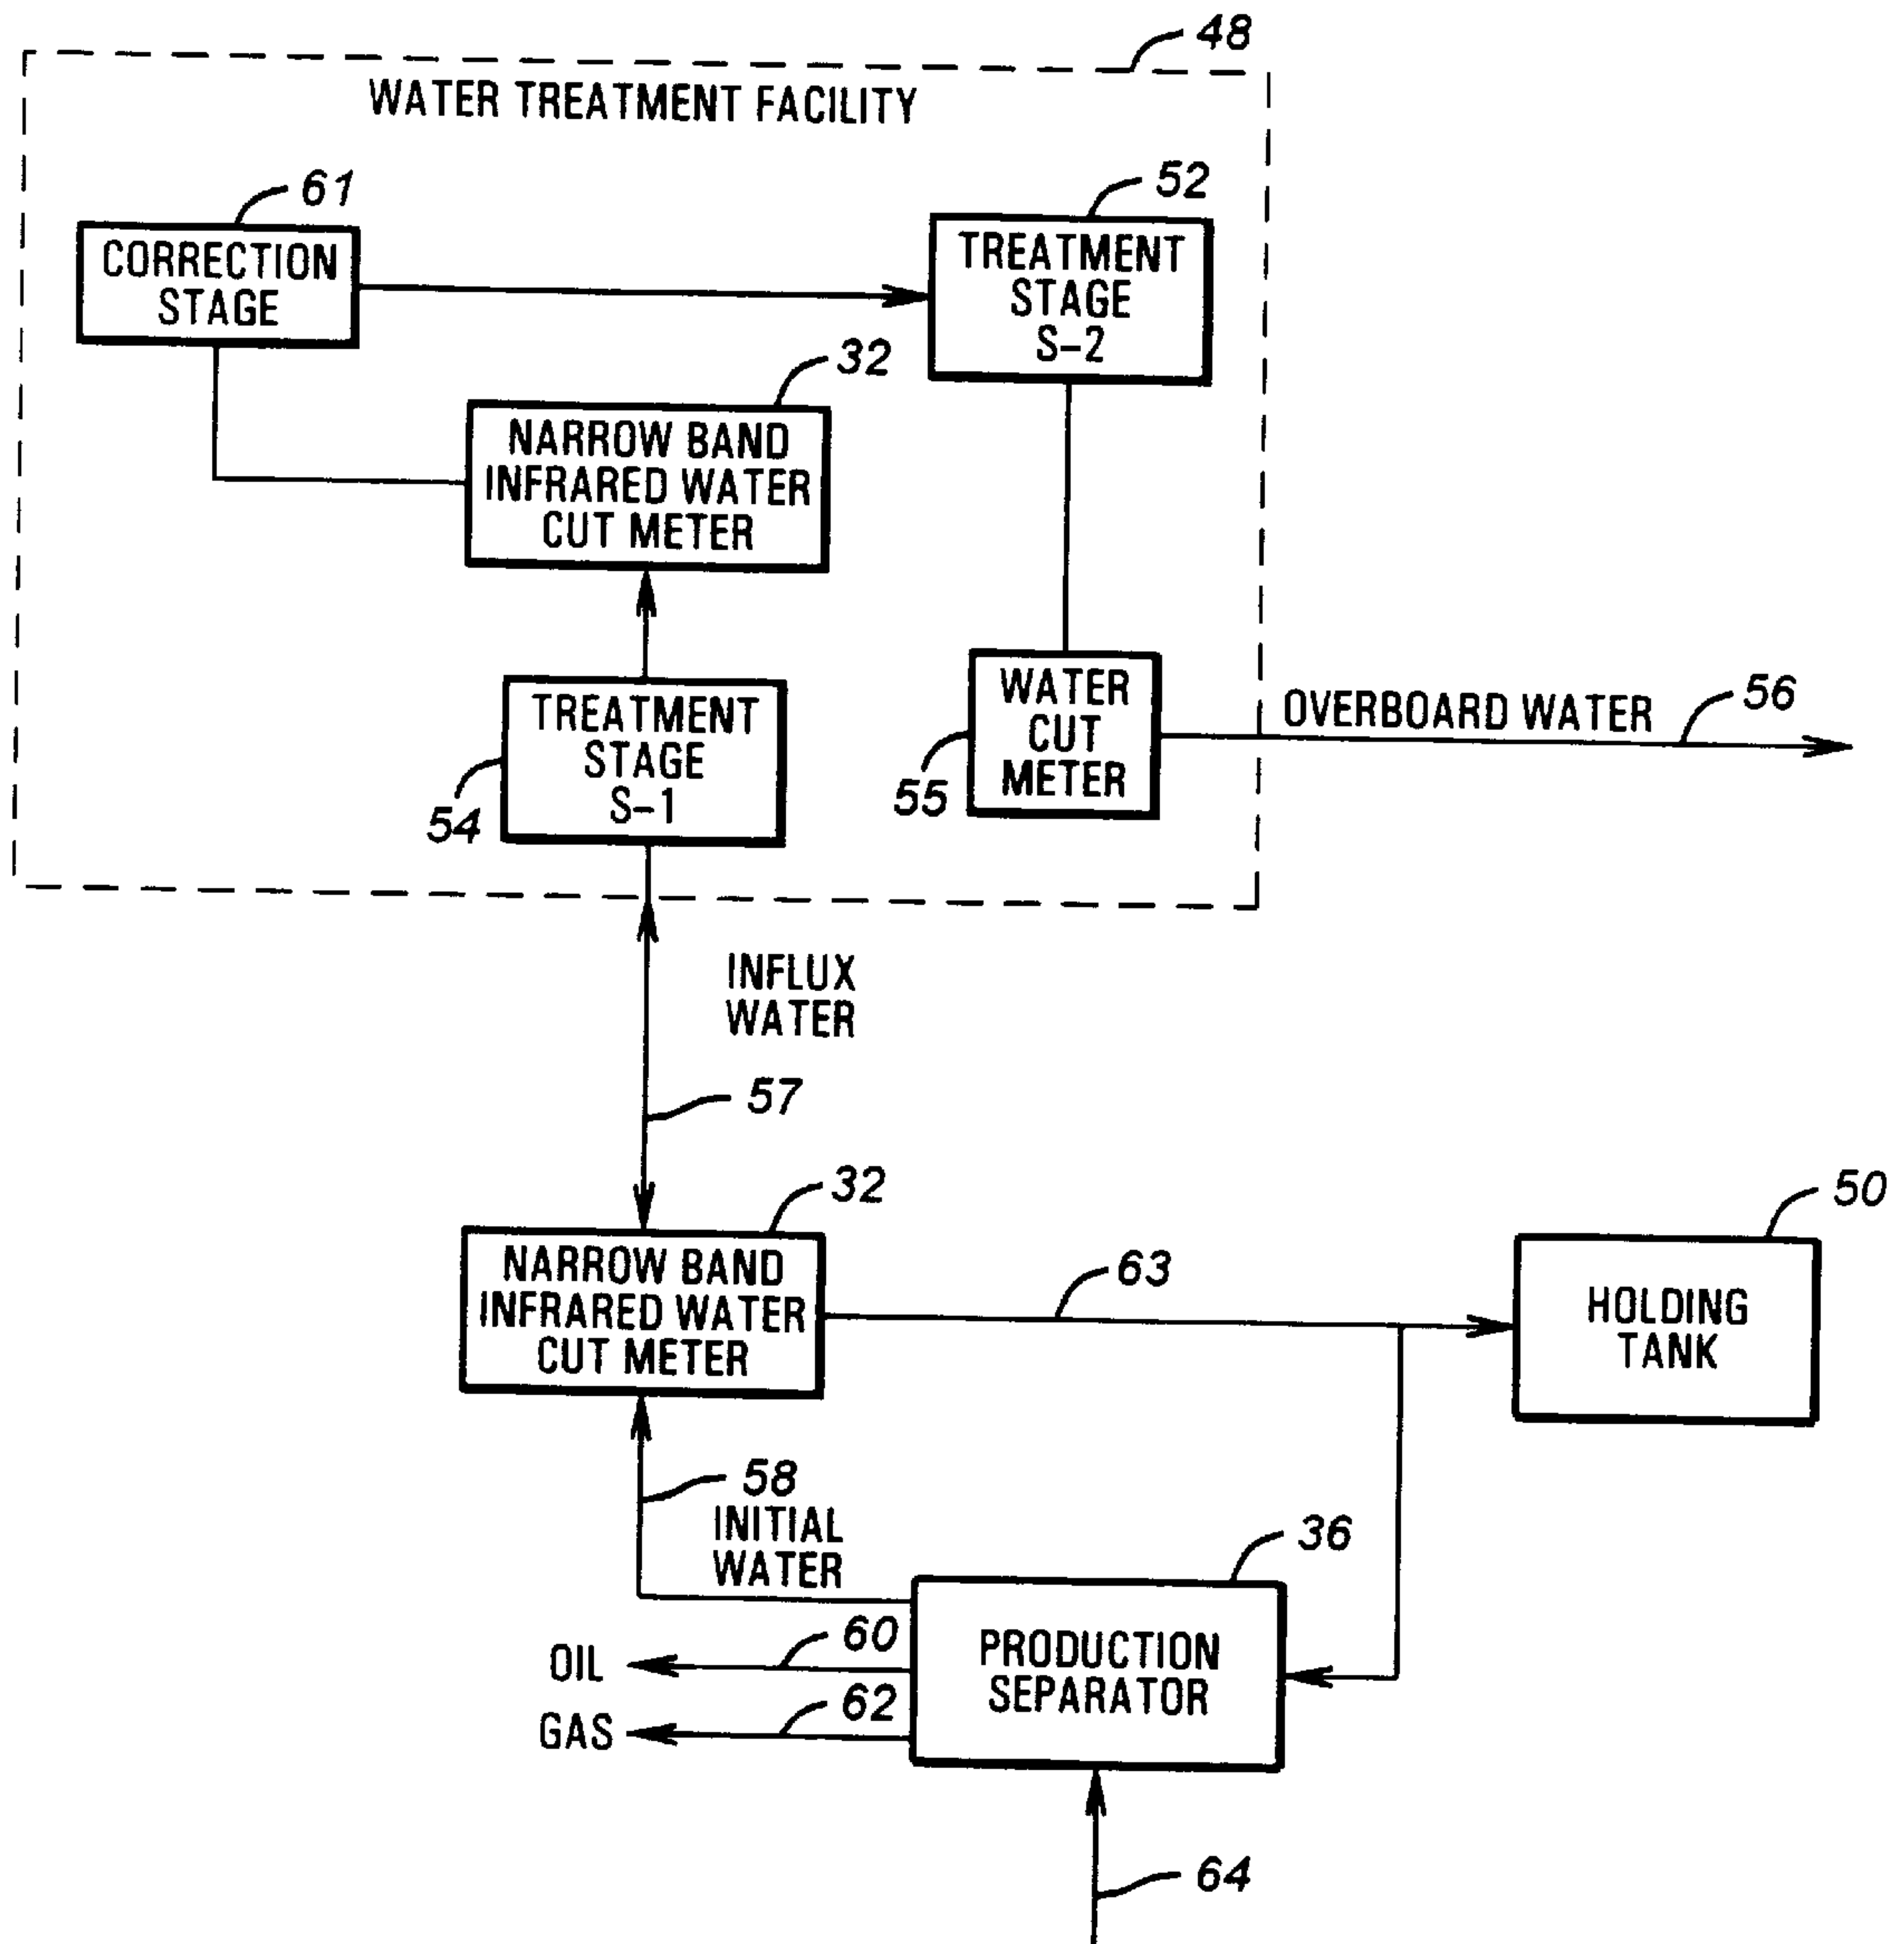 48
WATER TREATMENT FACILITY
61
52
CORRECTION
STAGE
TREATMENT
STAGE
S-2
32
NARROW BAND
INFRARED WATER
CUT METER
TREATMENT
STAGE
S-1
54
WATER
CUT
METER
55
OVERBOARD WATER
56
INFLUX
WATER
57
32
NARROW BAND
INFRARED WATER
CUT METER
63
50
HOLDING
TANK
58
INITIAL
WATER
36
PRODUCTION
SEPARATOR
OIL
60
GAS
62
64